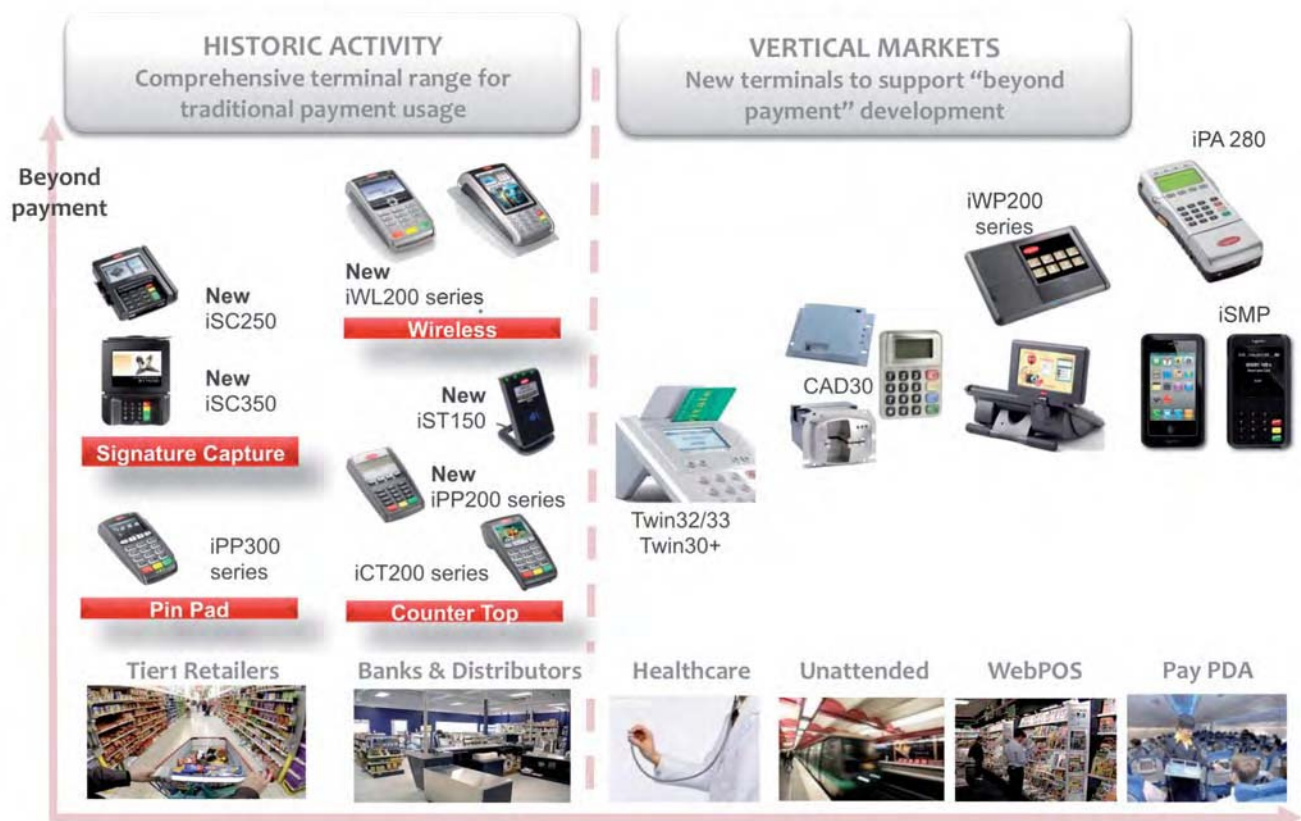 HISTORIC ACTIVITY
Comprehensive terminal range for
traditional payment usage
VERTICAL MARKETS
New terminals to support “beyond
payment” development
Beyond
payment
New
iSC250
New
iSC350
Signature Capture
iPP300
series
Pin Pad
New
iWL200 series
Wireless
New
iST150
New
iPP200 series
iCT200 series
Counter Top
Twin32/33
Twin30+
CAD30
iWP200
series
iPA 280
iSMP
Tier1 Retailers
Banks & Distributors
Healthcare
Unattended
WebPOS
Pay PDA